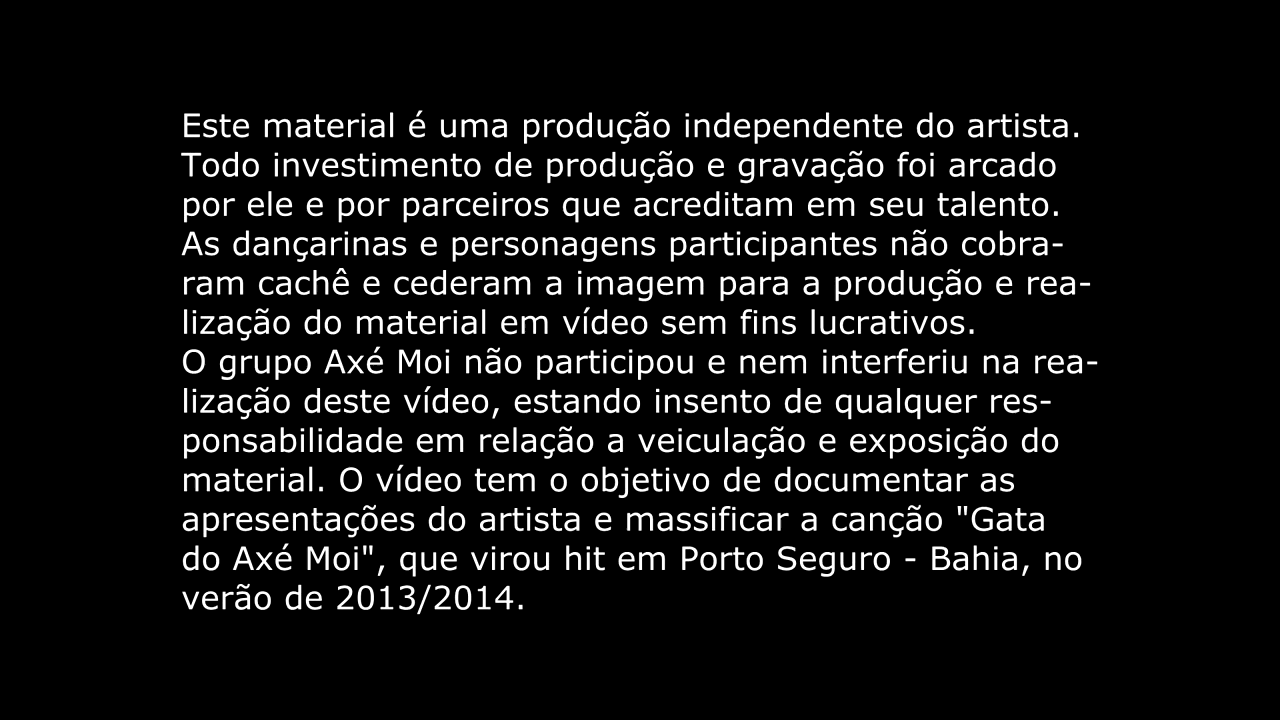 Este material é uma produção independente do artista.
Todo investimento de produção e gravação foi arcado
por ele e por parceiros que acreditam em seu talento.
As dançarinas e personagens participantes não cobra-
ram cachê e cederam a imagem para a produção e rea-
lização do material em vídeo sem fins lucrativos.
O grupo Axé Moi não participou e nem interferiu na rea-
lização deste vídeo, estando insento de qualquer res-
ponsabilidade em relação a veiculação e exposição do
material. O vídeo tem o objetivo de documentar as
apresentações do artista e massificar a canção "Gata
do Axé Moi", que virou hit em Porto Seguro - Bahia, no
verão de 2013/2014.